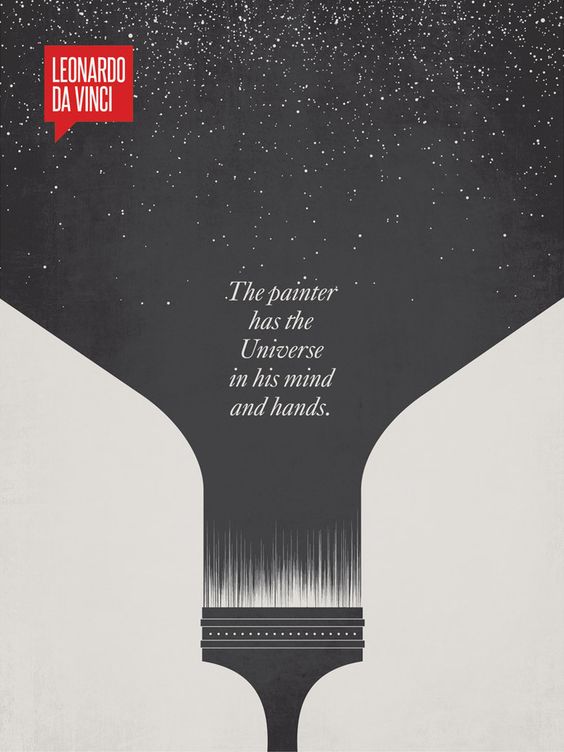 LEONARDO
DA VINCI
The painter
has the
Universe
in his mind
and hands.